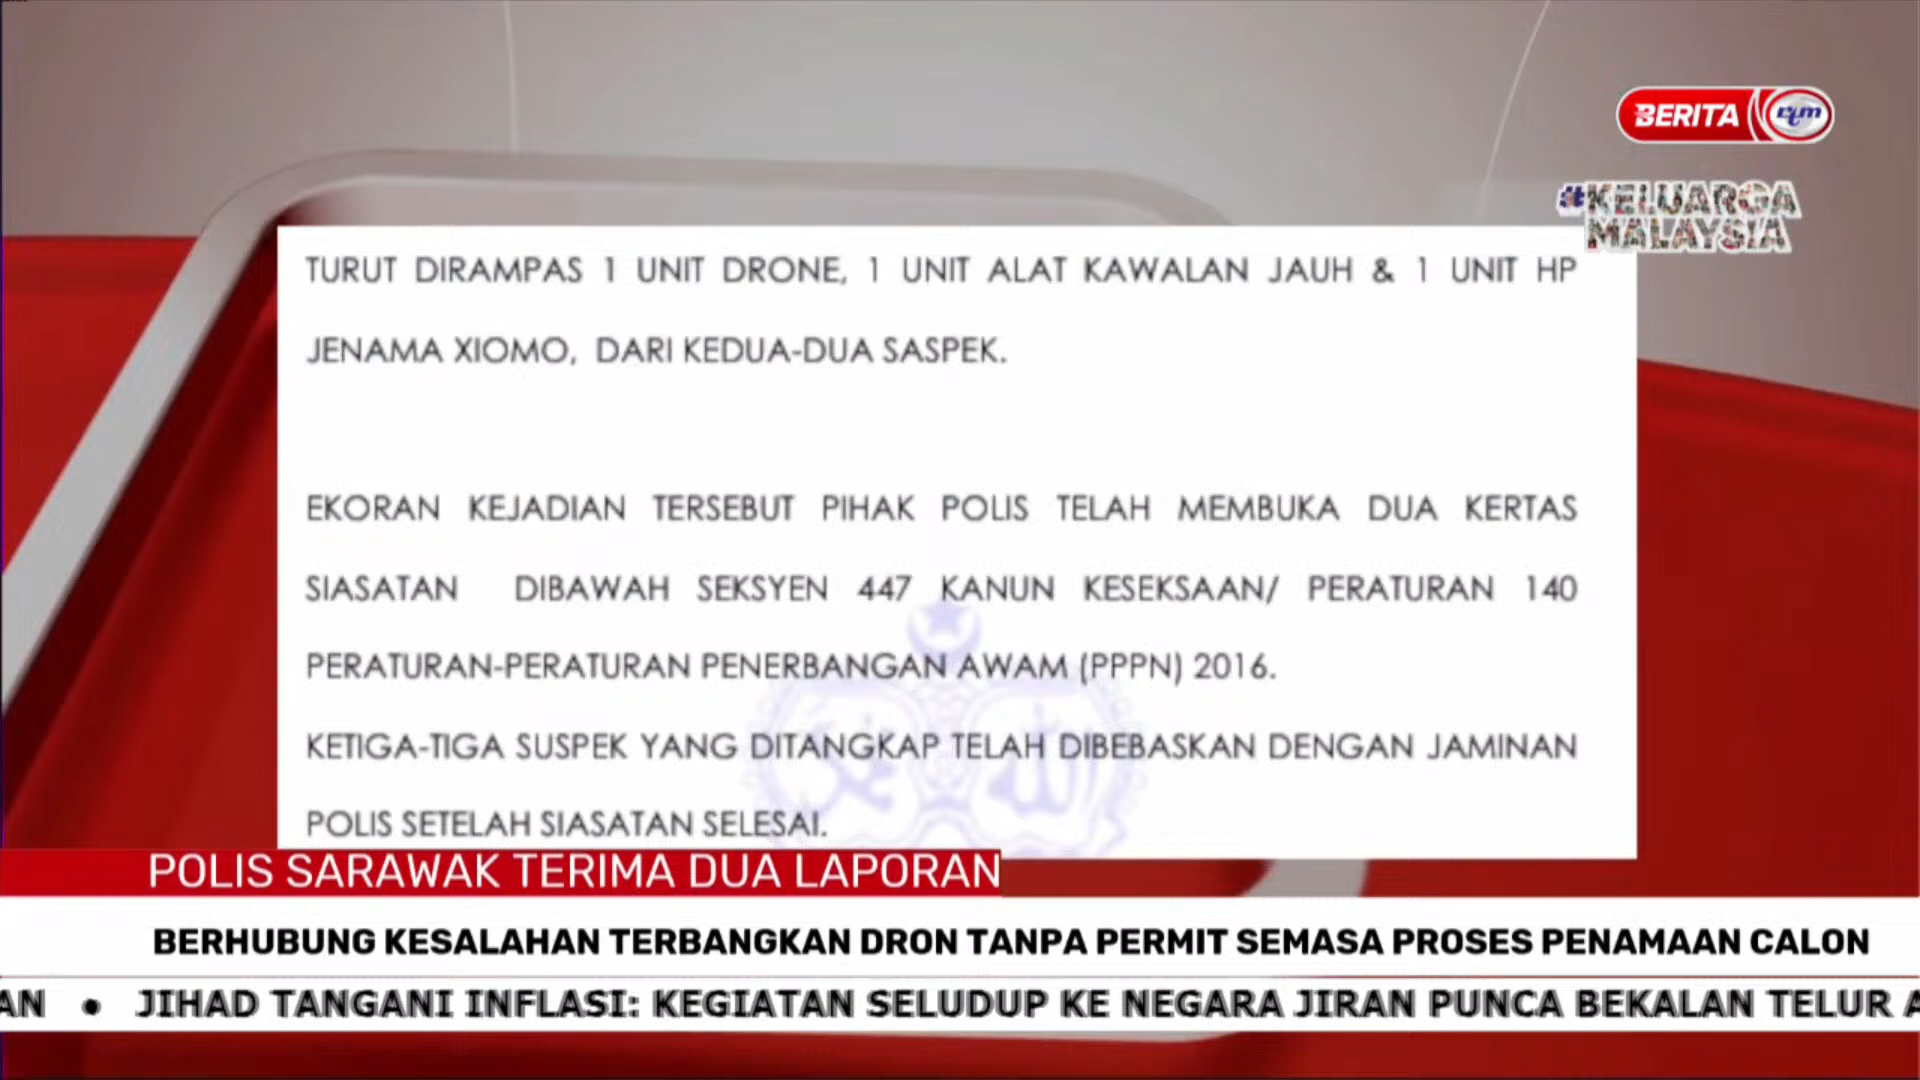 BERITA rtm
#KELUARGA
MALAYSIA
TURUT DIRAMPAS 1 UNIT DRONE, 1 UNIT ALAT KAWALAN JAUH & 1 UNIT HP
JENAMA XIOMO, DARI KEDUA-DUA SASPEK.
EKORAN KEJADIAN TERSEBUT PIHAK POLIS TELAH MEMBUKA DUA KERTAS
SIASATAN DIBAWAH SEKSYEN 447 KANUN KESEKSAAN/ PERATURAN 140
PERATURAN-PERATURAN PENERBANGAN AWAM (PPPN) 2016.
KETIGA-TIGA SUSPEK YANG DITANGKAP TELAH DIBEBASKAN DENGAN JAMINAN
POLIS SETELAH SIASATAN SELESAI.
POLIS SARAWAK TERIMA DUA LAPORAN
BERHUBUNG KESALAHAN TERBANGKAN DRON TANPA PERMIT SEMASA PROSES PENAMAAN CALON
AN • JIHAD TANGANI INFLASI: KEGIATAN SELUDUP KE NEGARA JIRAN PUNCA BEKALAN TELUR A